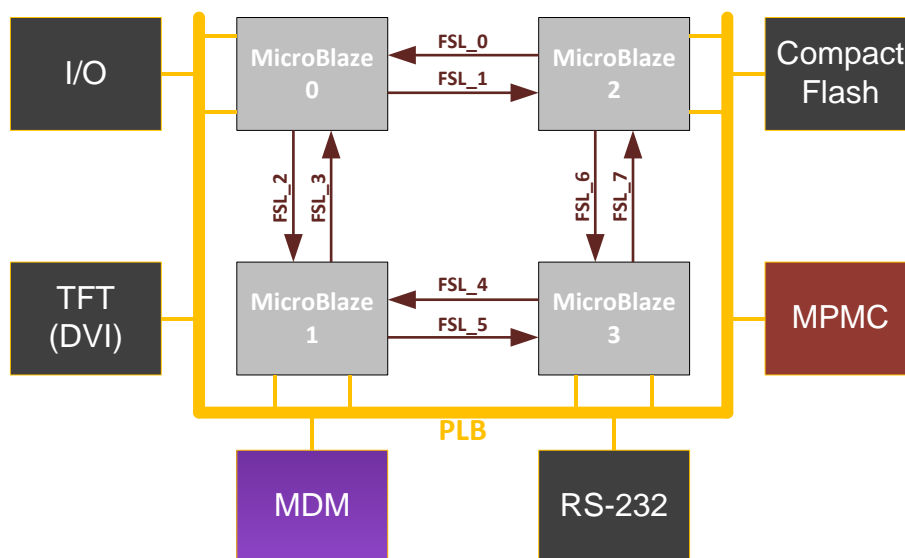 I/O
MicroBlaze
0
FSL_0
FSL_1
MicroBlaze
2
Compact
Flash
FSL_2
FSL_3
FSL_6
FSL_7
TFT
(DVI)
MicroBlaze
1
FSL_4
FSL_5
MicroBlaze
3
MPMC
PLB
MDM
RS-232